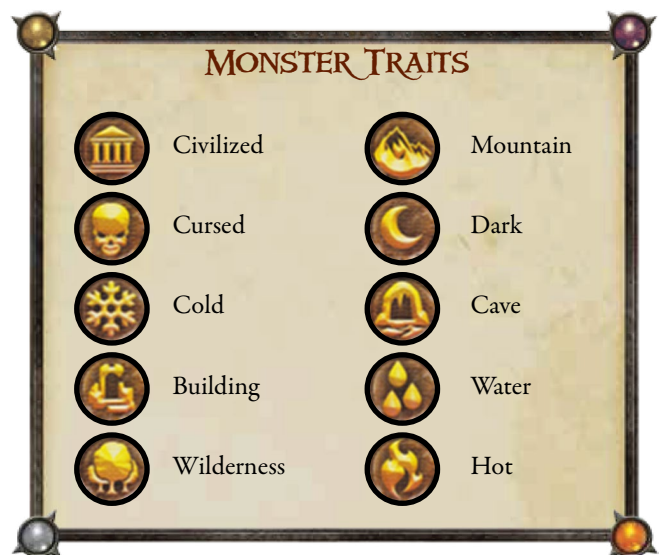 Monster Traits
Civilized
Mountain
Cursed
Dark
Cold
Cave
Building
Water
Wilderness
Hot